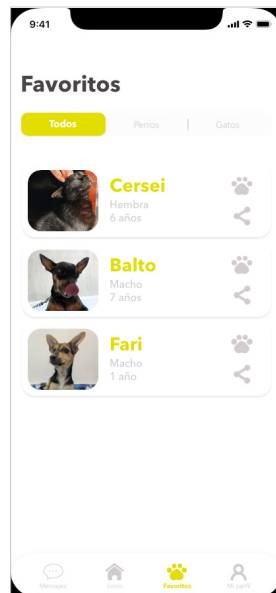 9:41
Favoritos
Todos Perros Gatos
Cersei
Hembra
6 años
Balto
Macho
7 años
Fari
Macho
1 año
Mensajes Inicio Favoritos Mi perfil